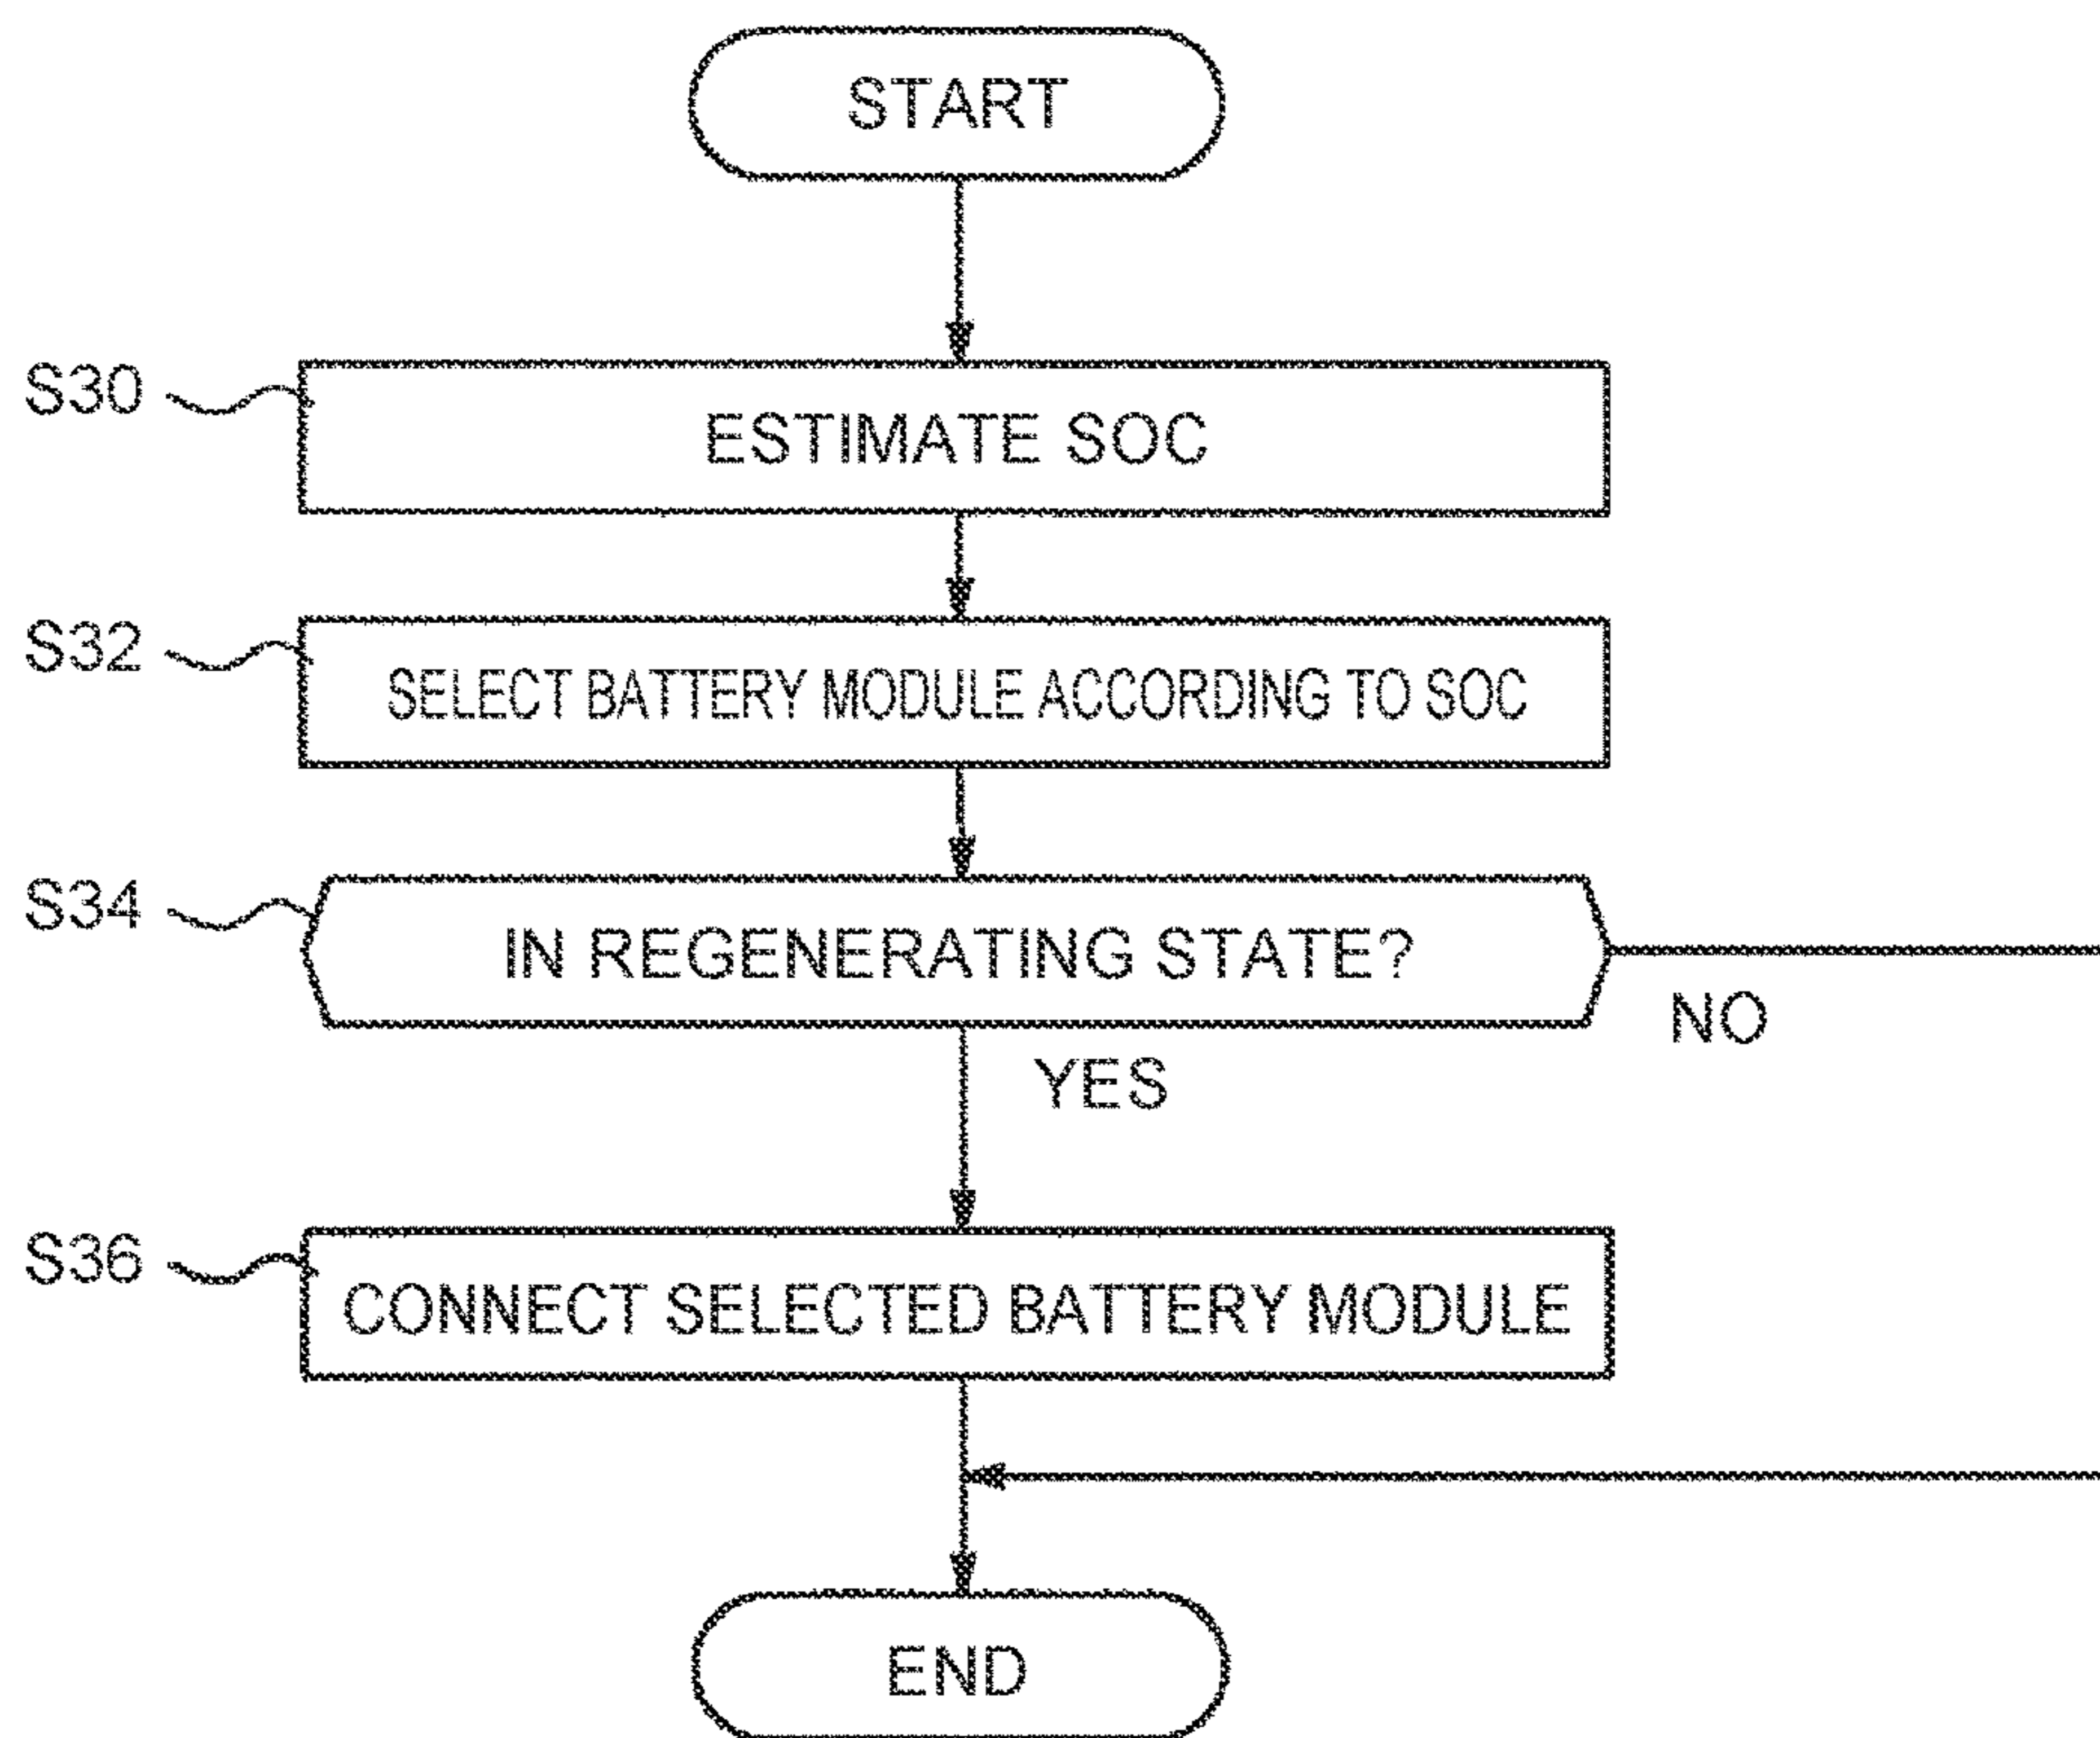 START
S30
ESTIMATE SOC
S32
SELECT BATTERY MODULE ACCORDING TO SOC
S34
IN REGENERATING STATE?
NO
YES
S36
CONNECT SELECTED BATTERY MODULE
END